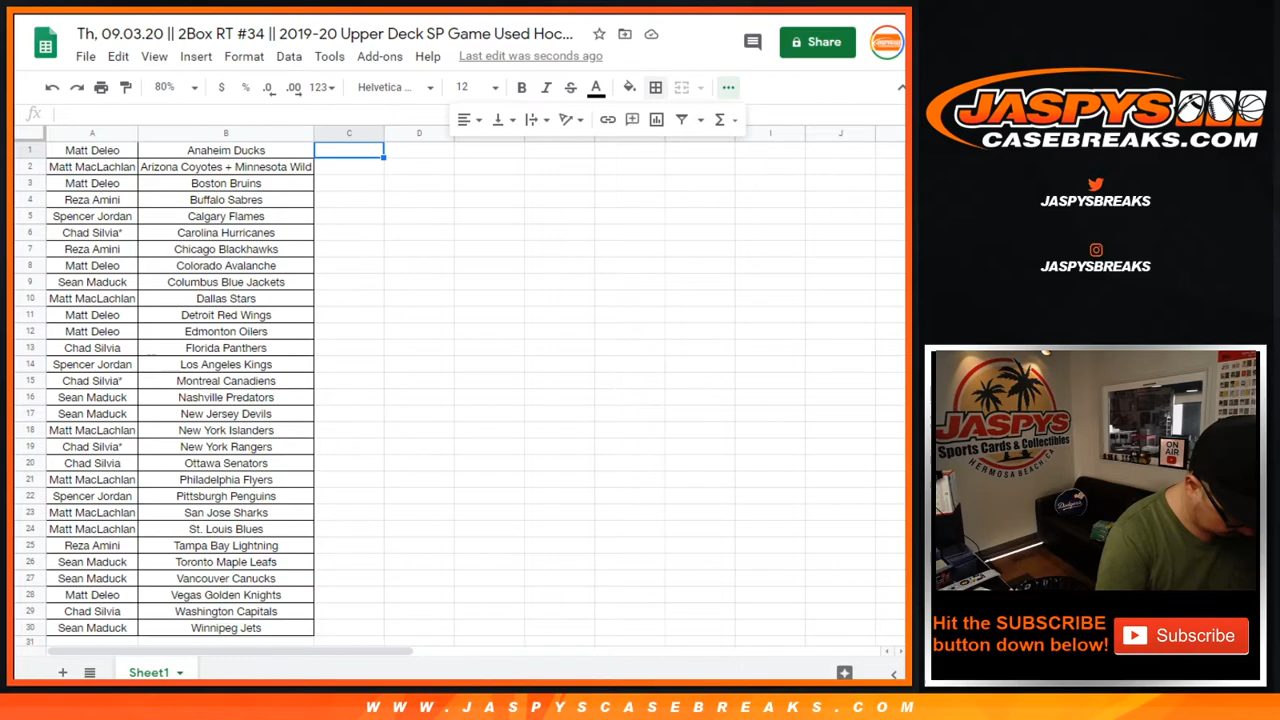 Th, 09.03.20 || 2Box RT #34 || 2019-20 Upper Deck SP Game Used Hoc...
File Edit View Insert Format Data Tools Add-ons Help Last edit was seconds ago
Share
80% $ % .0 .00 123 Helvetica ... 12 B I S A
fx
A B C D I J
1 Matt Deleo Anaheim Ducks
2 Matt MacLachlan Arizona Coyotes + Minnesota Wild
3 Matt Deleo Boston Bruins
4 Reza Amini Buffalo Sabres
5 Spencer Jordan Calgary Flames
6 Chad Silvia* Carolina Hurricanes
7 Reza Amini Chicago Blackhawks
8 Matt Deleo Colorado Avalanche
9 Sean Maduck Columbus Blue Jackets
10 Matt MacLachlan Dallas Stars
11 Matt Deleo Detroit Red Wings
12 Matt Deleo Edmonton Oilers
13 Chad Silvia Florida Panthers
14 Spencer Jordan Los Angeles Kings
15 Chad Silvia* Montreal Canadiens
16 Sean Maduck Nashville Predators
17 Sean Maduck New Jersey Devils
18 Matt MacLachlan New York Islanders
19 Chad Silvia* New York Rangers
20 Chad Silvia Ottawa Senators
21 Matt MacLachlan Philadelphia Flyers
22 Spencer Jordan Pittsburgh Penguins
23 Matt MacLachlan San Jose Sharks
24 Matt MacLachlan St. Louis Blues
25 Reza Amini Tampa Bay Lightning
26 Sean Maduck Toronto Maple Leafs
27 Sean Maduck Vancouver Canucks
28 Matt Deleo Vegas Golden Knights
29 Chad Silvia Washington Capitals
30 Sean Maduck Winnipeg Jets
31
Sheet1
JASPYS
CASEBREAKS.COM
JASPYSBREAKS
JASPYSBREAKS
JASPYS
Sports Cards & Collectibles
HERMOSA BEACH, CA
ON
AIR
Dodgers
Hit the SUBSCRIBE
button down below!
Subscribe
WWW.JASPYSCASEBREAKS.COM